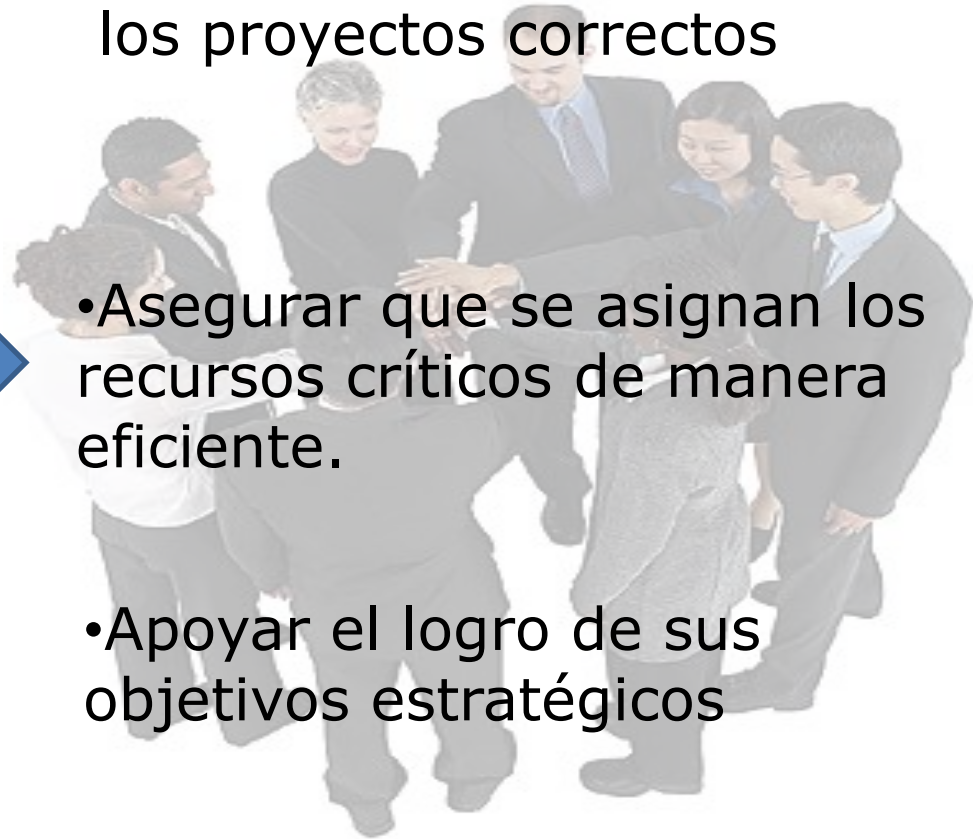 los proyectos correctos
•Asegurar que se asignan los
recursos críticos de manera
eficiente.
•Apoyar el logro de sus
objetivos estratégicos